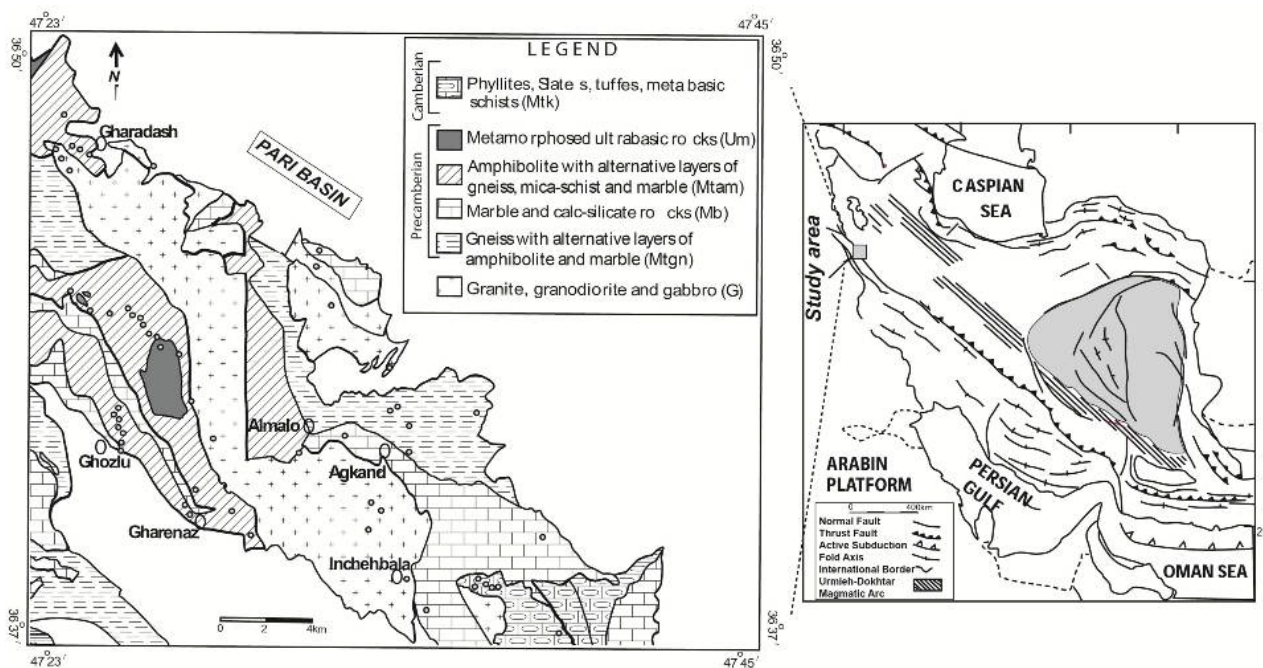 47°23′
47°45′
36°50′
36°50′
N
LEGEND
Camberian
Phyllites, Slate s, tuffes, meta basic
schists (Mtk)
Precamberian
Metamo rphosed ult rabasic ro cks (Um)
Amphibolite with alternative layers of
gneiss, mica-schist and marble (Mtam)
Marble and calc-silicate ro cks (Mb)
Gneiss with alternative layers of
amphibolite and marble (Mtgn)
Granite, granodiorite and gabbro (G)
Gharadash
PARI BASIN
Almalo
Agkand
Ghozlu
Gharenaz
Inchehbala
0 2 4km
36°37′
36°37′
47°23′
47°45′
CASPIAN
SEA
Study area
ARABIN
PLATFORM
PERSIAN
GULF
OMAN SEA
0 400km
Normal Fault
Thrust Fault
Active Subduction
Fold Axis
International Border
Urmieh-Dokhtar
Magmatic Arc
2